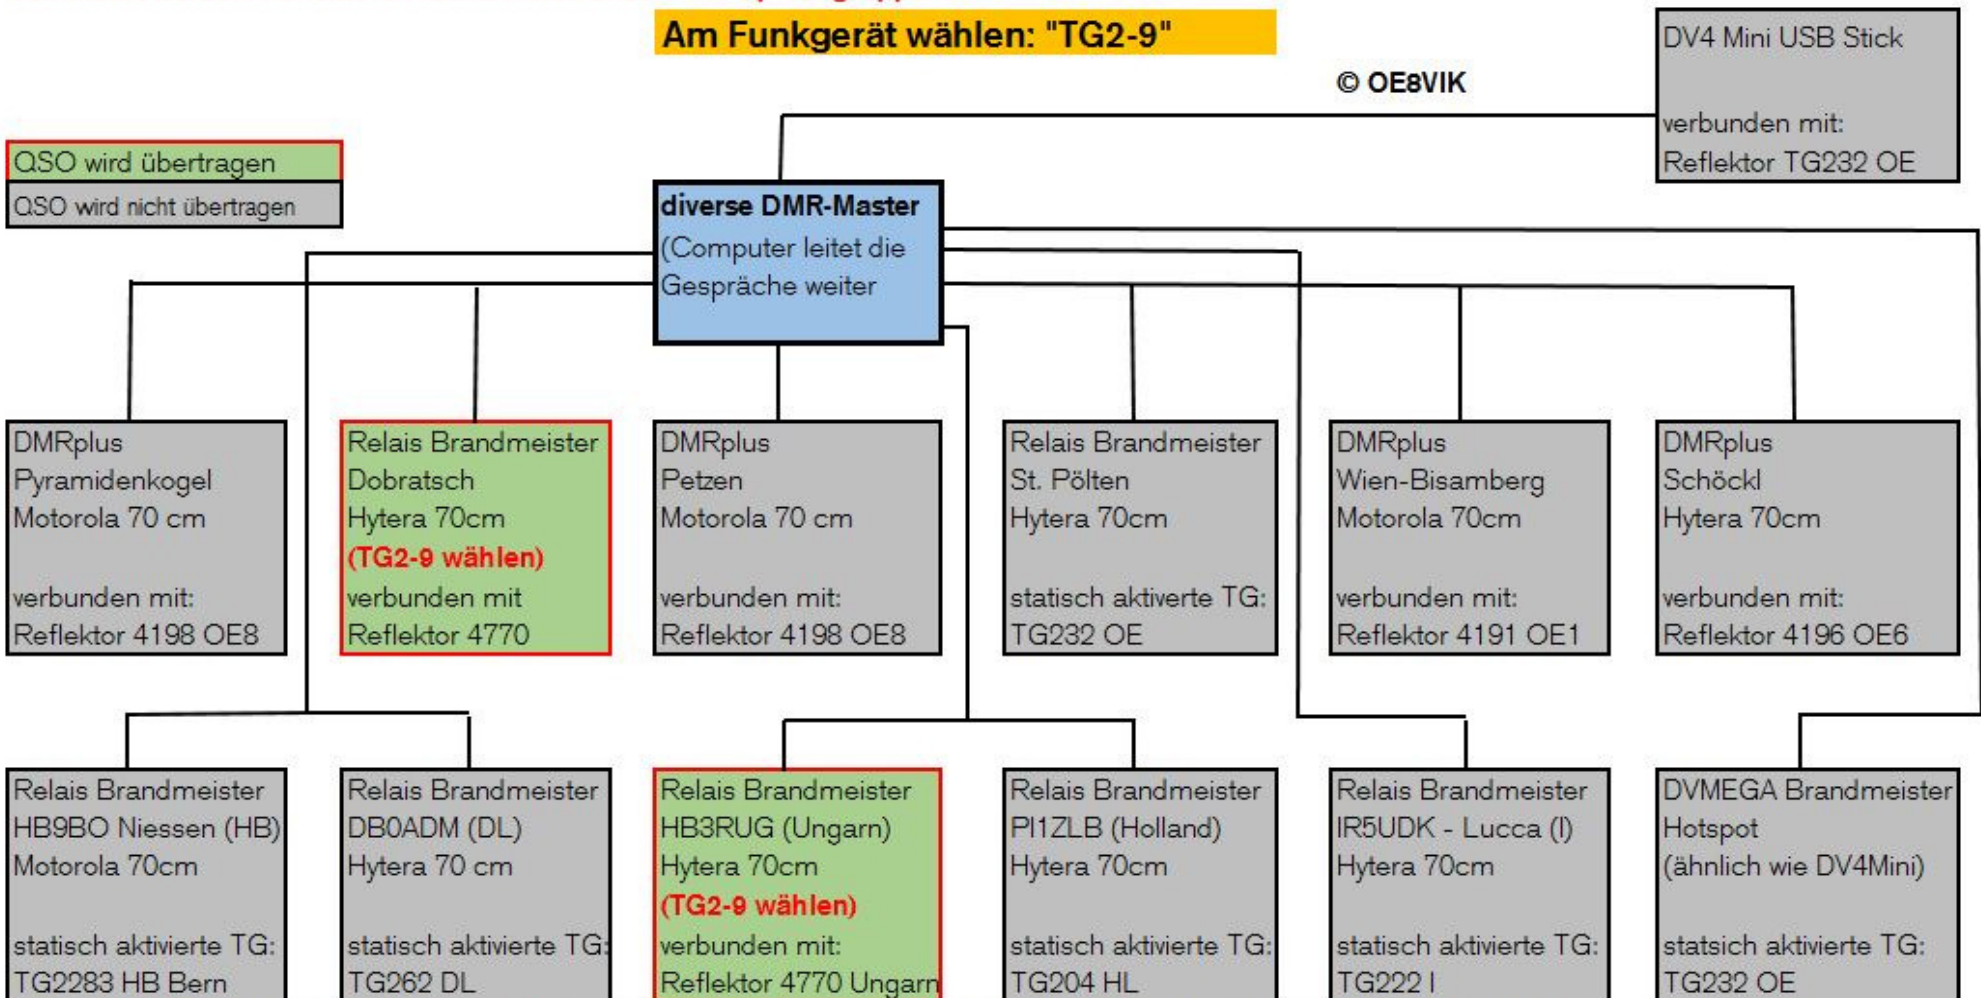 Am Funkgerät wählen: "TG2-9"
DV4 Mini USB Stick
verbunden mit:
Reflektor TG232 OE
© OE8VIK
QSO wird übertragen
QSO wird nicht übertragen
diverse DMR-Master
(Computer leitet die
Gespräche weiter
DMRplus
Pyramidenkogel
Motorola 70 cm
verbunden mit:
Reflektor 4198 OE8
Relais Brandmeister
Dobratsch
Hytera 70cm
(TG2-9 wählen)
verbunden mit
Reflektor 4770
DMRplus
Petzen
Motorola 70 cm
verbunden mit:
Reflektor 4198 OE8
Relais Brandmeister
St. Pölten
Hytera 70cm
statisch aktiverte TG:
TG232 OE
DMRplus
Wien-Bisamberg
Motorola 70cm
verbunden mit:
Reflektor 4191 OE1
DMRplus
Schöckl
Hytera 70cm
verbunden mit:
Reflektor 4196 OE6
Relais Brandmeister
HB9BO Niessen (HB)
Motorola 70cm
statisch aktivierte TG:
TG2283 HB Bern
Relais Brandmeister
DB0ADM (DL)
Hytera 70 cm
statisch aktivierte TG:
TG262 DL
Relais Brandmeister
HB3RUG (Ungarn)
Hytera 70cm
(TG2-9 wählen)
verbunden mit:
Reflektor 4770 Ungarn
Relais Brandmeister
PI1ZLB (Holland)
Hytera 70cm
statisch aktivierte TG:
TG204 HL
Relais Brandmeister
IR5UDK - Lucca (I)
Hytera 70cm
statisch aktivierte TG:
TG222 I
DVMEGA Brandmeister
Hotspot
(ähnlich wie DV4Mini)
statsich aktivierte TG:
TG232 OE